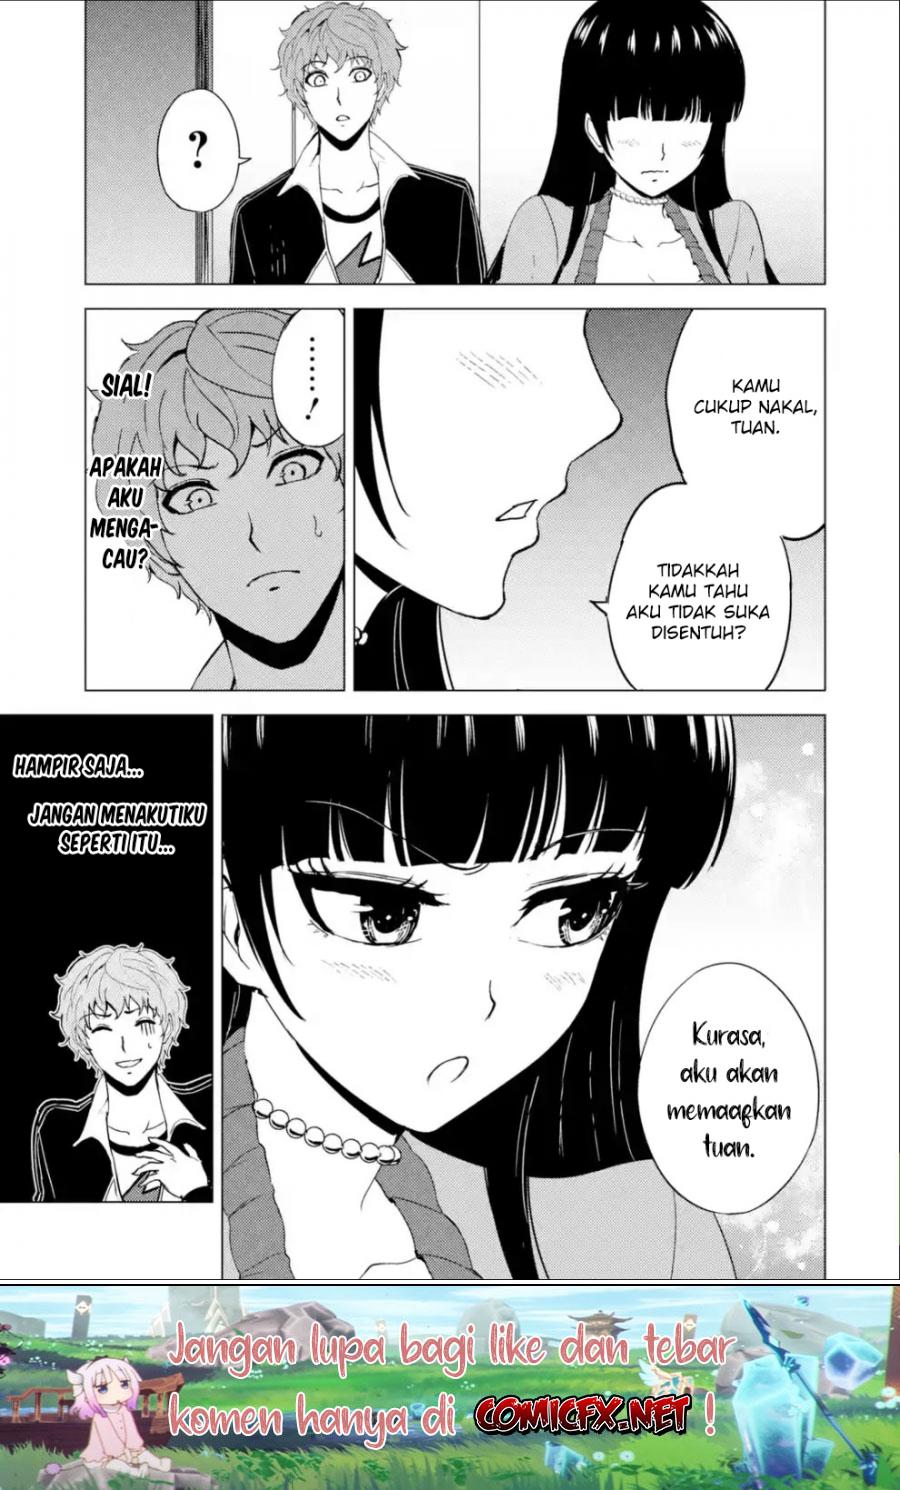 ?
KAMU
CUKUP NAKAL,
TUAN.
TIDAKKAH
KAMU TAHU
AKU TIDAK SUKA
DISENTUH?
......!
SIAL!
APAKAH
AKU
MENGA-
CAU?
Kurasa,
aku akan
memaafkan
tuan.
HAMPIR SAJA...
JANGAN MENAKUTIKU
SEPERTI ITU...
Jangan lupa bagi like dan tebar
komen hanya di COMICFX.NET !